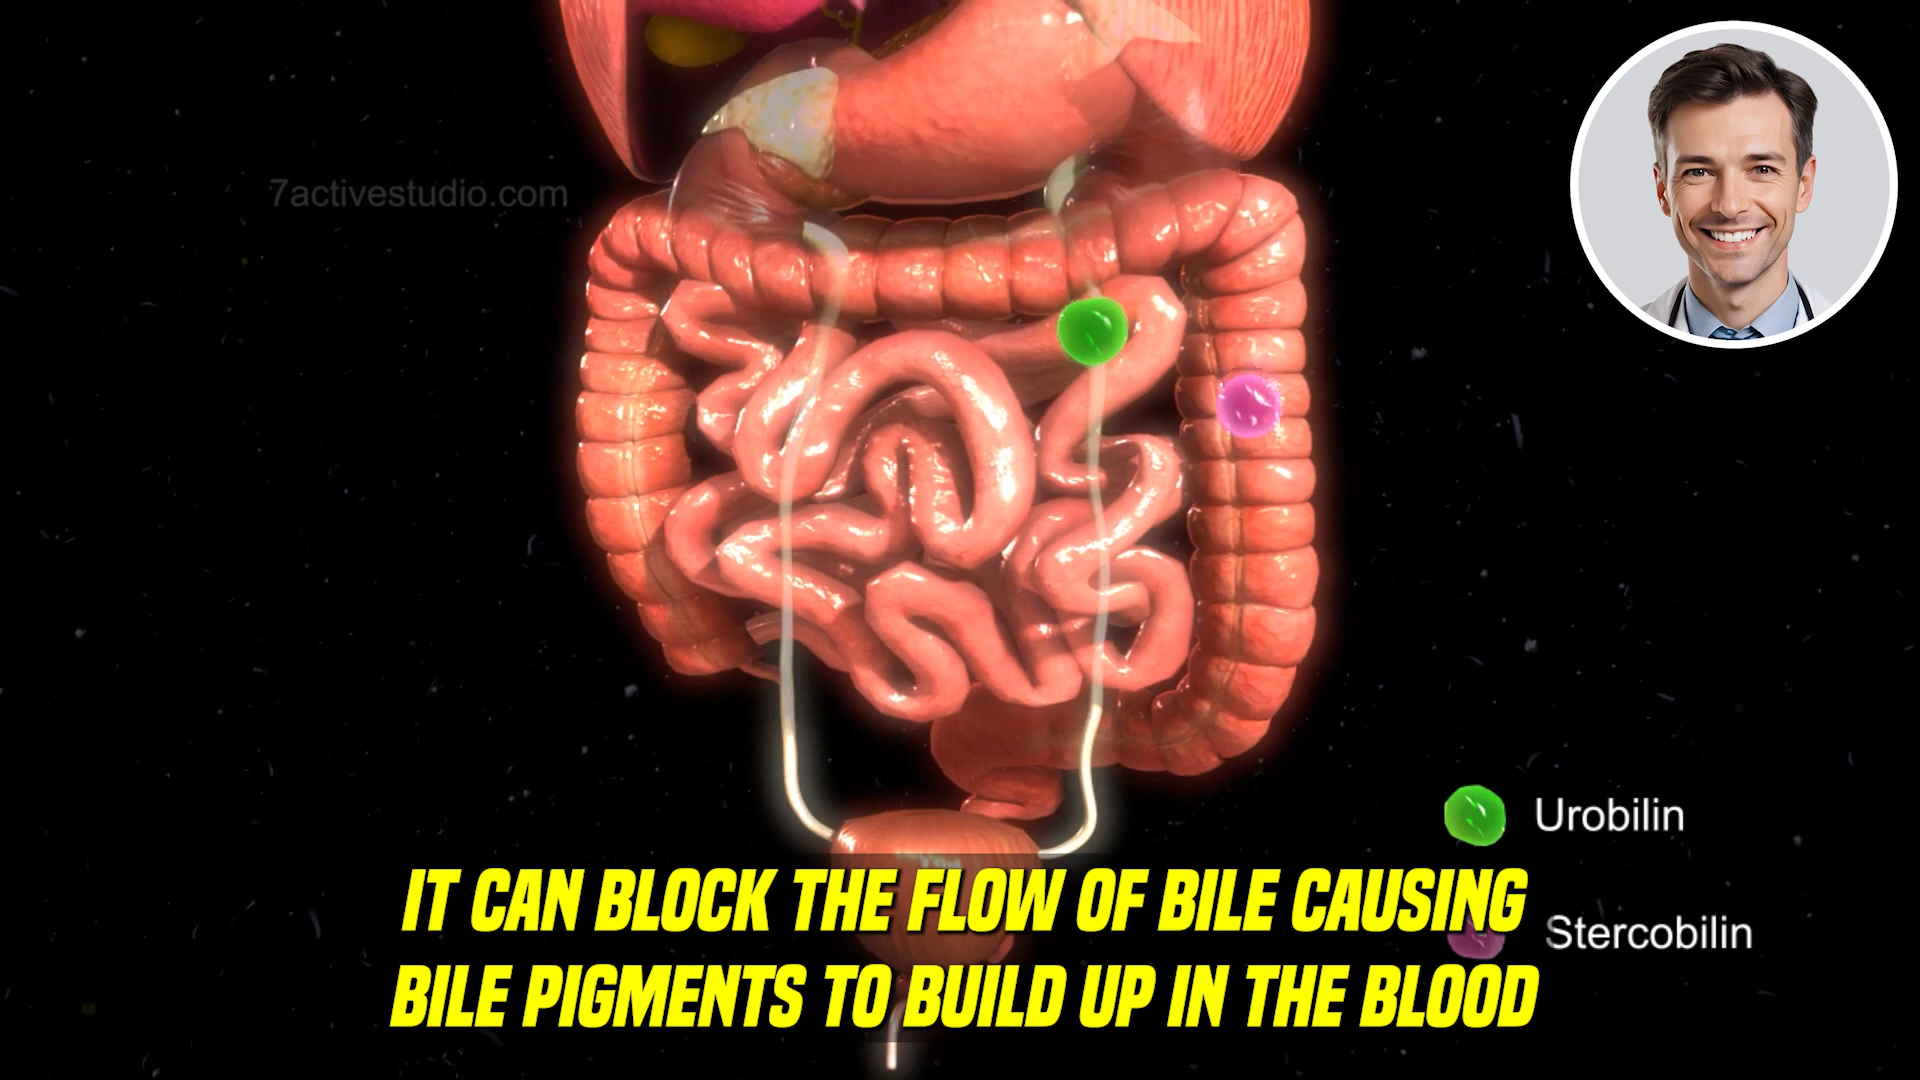 7activestudio.com
Urobilin
Stercobilin
IT CAN BLOCK THE FLOW OF BILE CAUSING
BILE PIGMENTS TO BUILD UP IN THE BLOOD